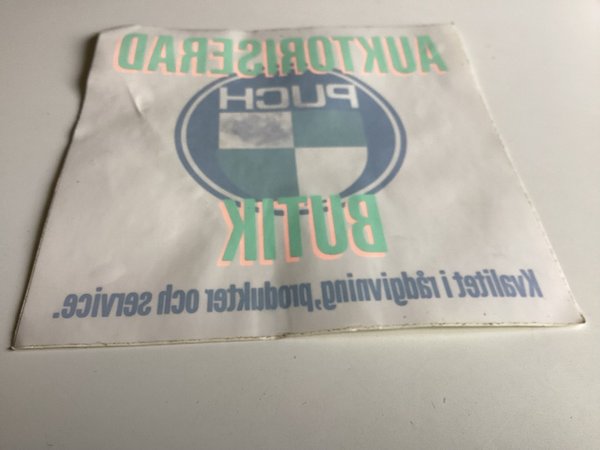 AUKTORISERAD
PUCH
BUTIK
Kvalitet i rådgivning, produkter och service.